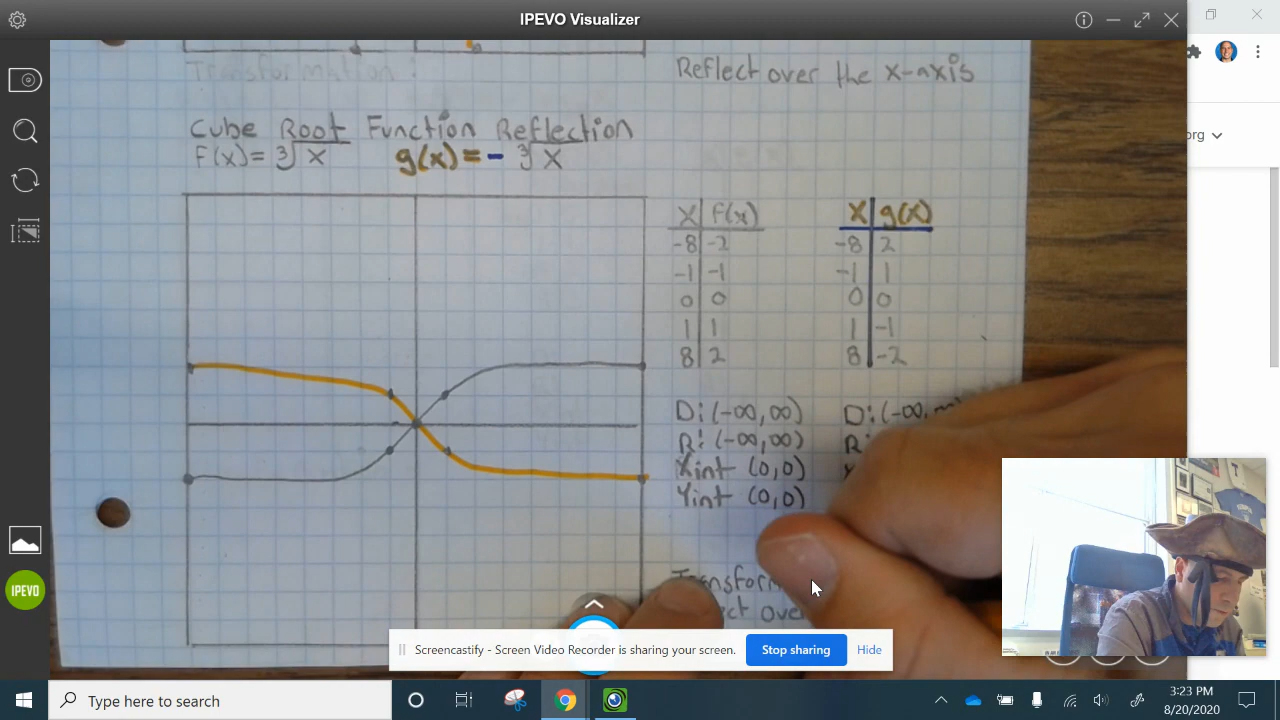 IPEVO Visualizer
Transformation:
Reflect over the x-axis
Cube Root Function Reflection
f(x) = ∛x g(x) = - ∛x
x f(x)
-8 -2
-1 -1
0 0
1 1
8 2
x g(x)
-8 2
-1 1
0 0
1 -1
8 -2
D: (-∞, ∞)
R: (-∞, ∞)
Xint (0,0)
Yint (0,0)
D: (-∞,
R:
org
IPEVO
Screencastify - Screen Video Recorder is sharing your screen.
Stop sharing
Hide
Type here to search
3:23 PM
8/20/2020